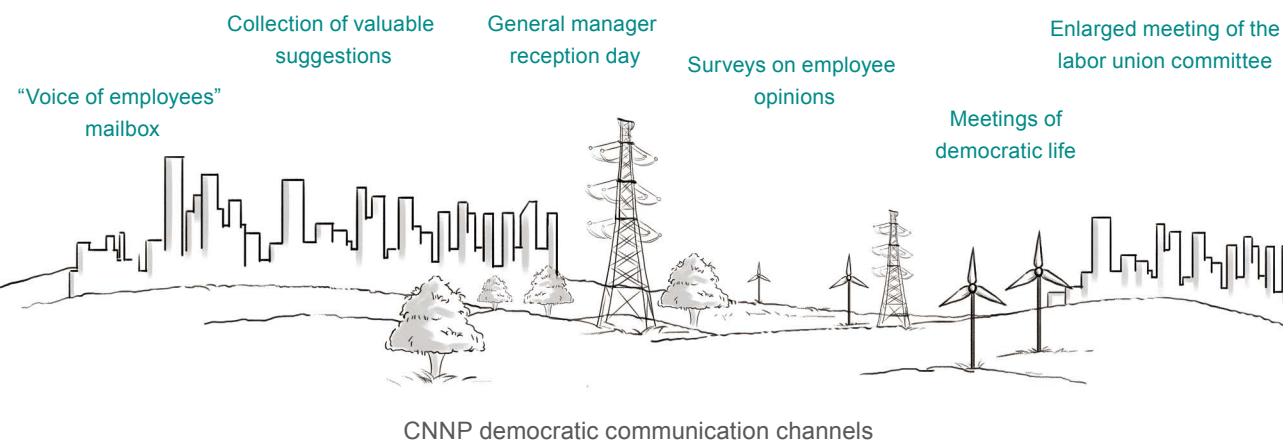 “Voice of employees”
mailbox
Collection of valuable
suggestions
General manager
reception day
Surveys on employee
opinions
Meetings of
democratic life
Enlarged meeting of the
labor union committee
CNNP democratic communication channels